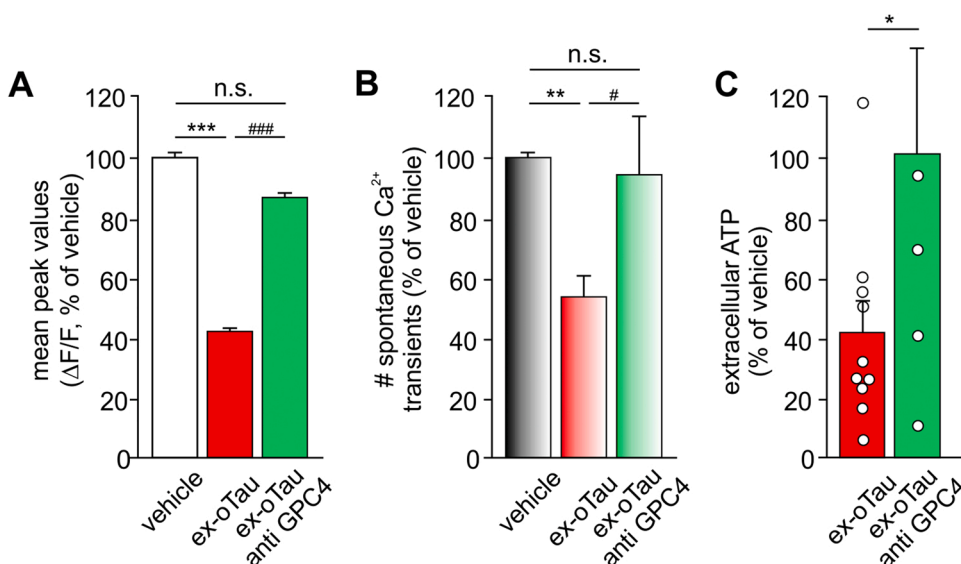 A
n.s.
*** ###
120
100
80
60
40
20
0
mean peak values
(ΔF/F, % of vehicle)
vehicle
ex-oTau
ex-oTau
anti GPC4
B
n.s.
** #
120
100
80
60
40
20
0
# spontaneous Ca²⁺
transients (% of vehicle)
vehicle
ex-oTau
ex-oTau
anti GPC4
C
*
120
100
80
60
40
20
0
extracellular ATP
(% of vehicle)
ex-oTau
ex-oTau
anti GPC4